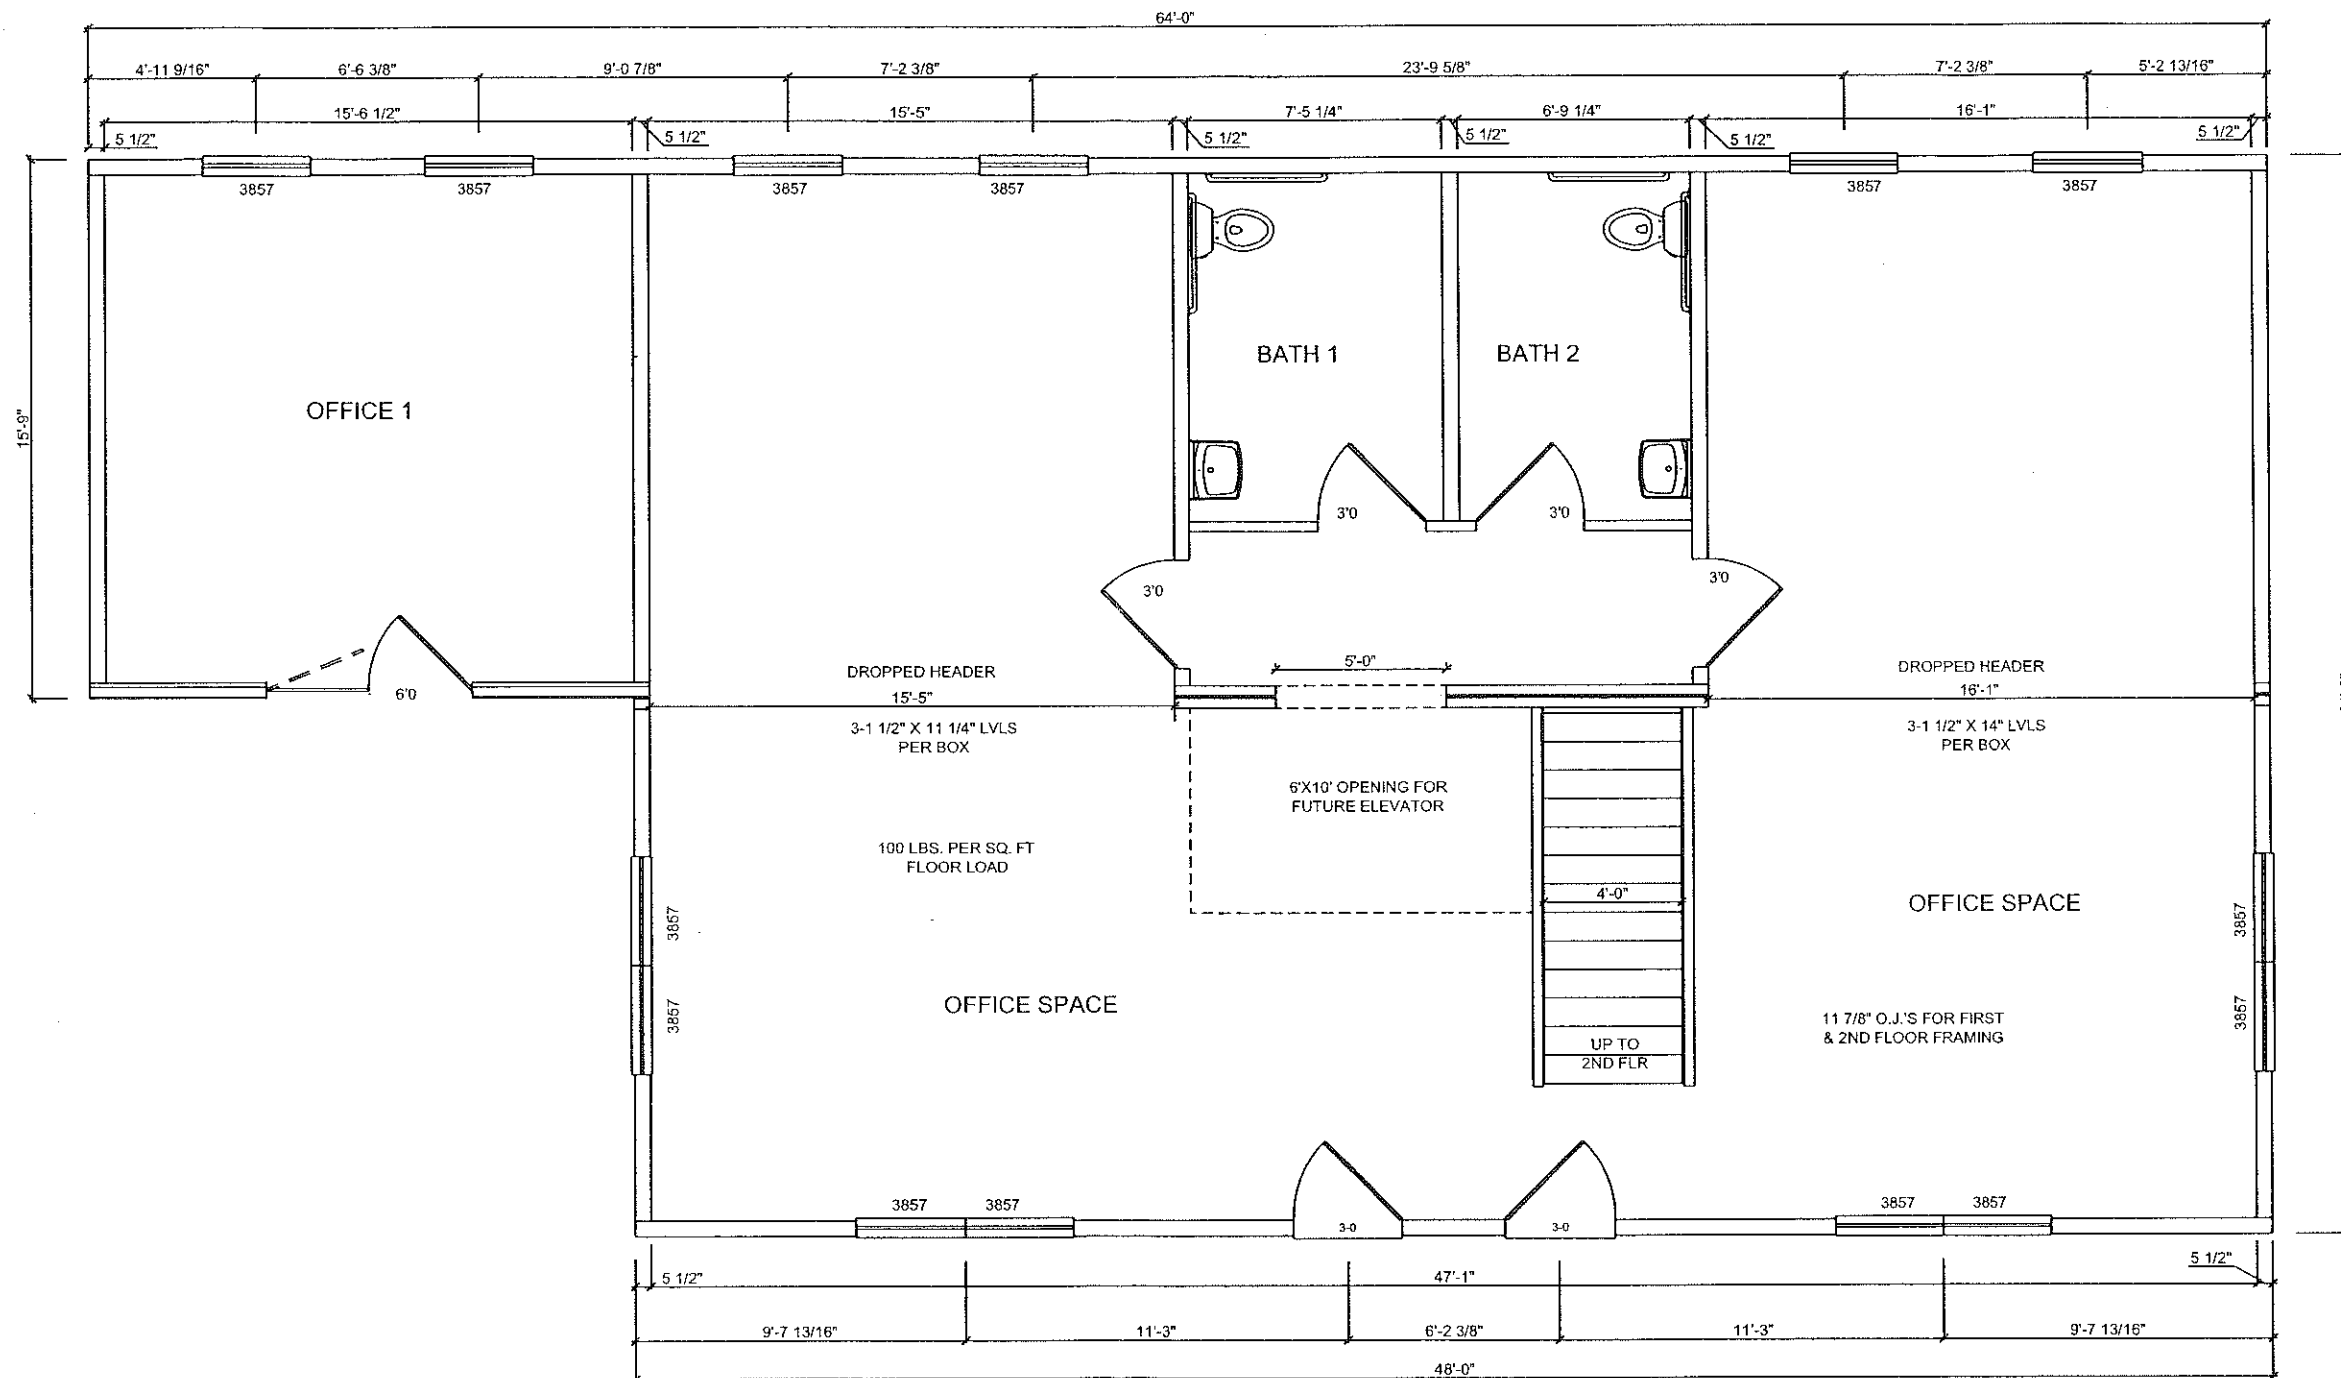 64'-0"
4'-11 9/16" 6'-6 3/8" 9'-0 7/8" 7'-2 3/8" 23'-9 5/8" 7'-2 3/8" 5'-2 13/16"
15'-6 1/2" 15'-5" 7'-5 1/4" 6'-9 1/4" 16'-1"
5 1/2" 5 1/2" 5 1/2" 5 1/2" 5 1/2" 5 1/2"
3857 3857 3857 3857 3857 3857
BATH 1 BATH 2
OFFICE 1
15'-9"
3'0 3'0
3'0 3'0
DROPPED HEADER 5'-0" DROPPED HEADER
6'0 15'-5" 16'-1"
3-1 1/2" X 11 1/4" LVLS
PER BOX
3-1 1/2" X 14" LVLS
PER BOX
6'X10' OPENING FOR
FUTURE ELEVATOR
100 LBS. PER SQ. FT
FLOOR LOAD
4'-0"
OFFICE SPACE
3857 3857
OFFICE SPACE
3857 3857
11 7/8" O.J.'S FOR FIRST
& 2ND FLOOR FRAMING
UP TO
2ND FLR
3857 3857 3857 3857
3-0 3-0
5 1/2" 47'-1" 5 1/2"
9'-7 13/16" 11'-3" 6'-2 3/8" 11'-3" 9'-7 13/16"
48'-0"